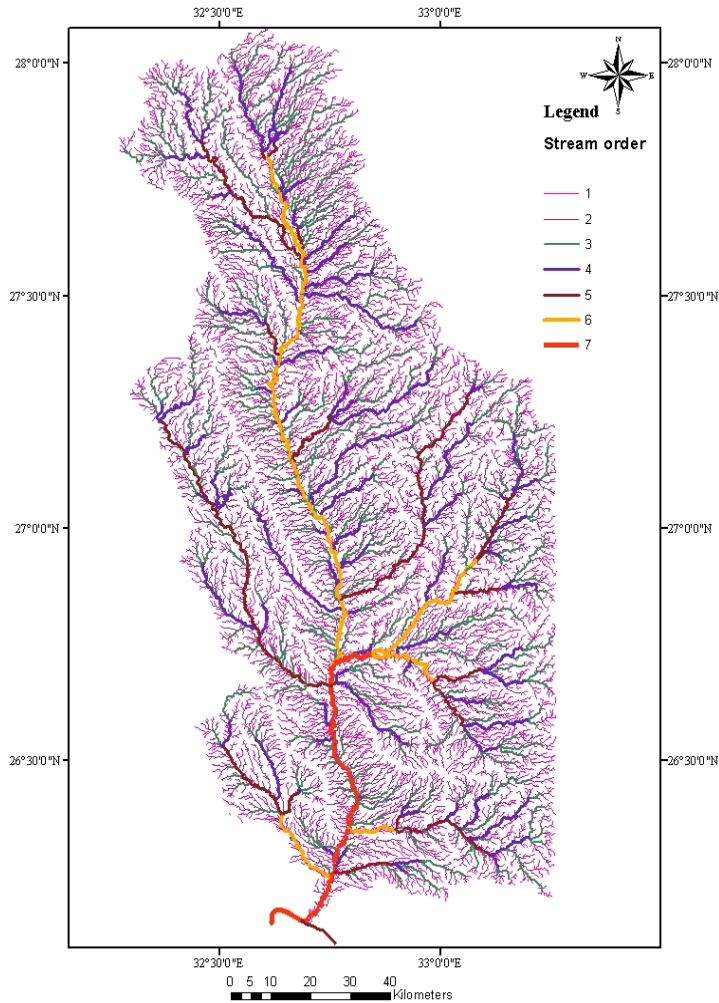 32°30'0"E 33°0'0"E
28°0'0"N 28°0'0"N
N
W E
S
Legend
Stream order
1
2
3
4
5
6
7
27°30'0"N 27°30'0"N
27°0'0"N 27°0'0"N
26°30'0"N 26°30'0"N
32°30'0"E 33°0'0"E
0 5 10 20 30 40
Kilometers